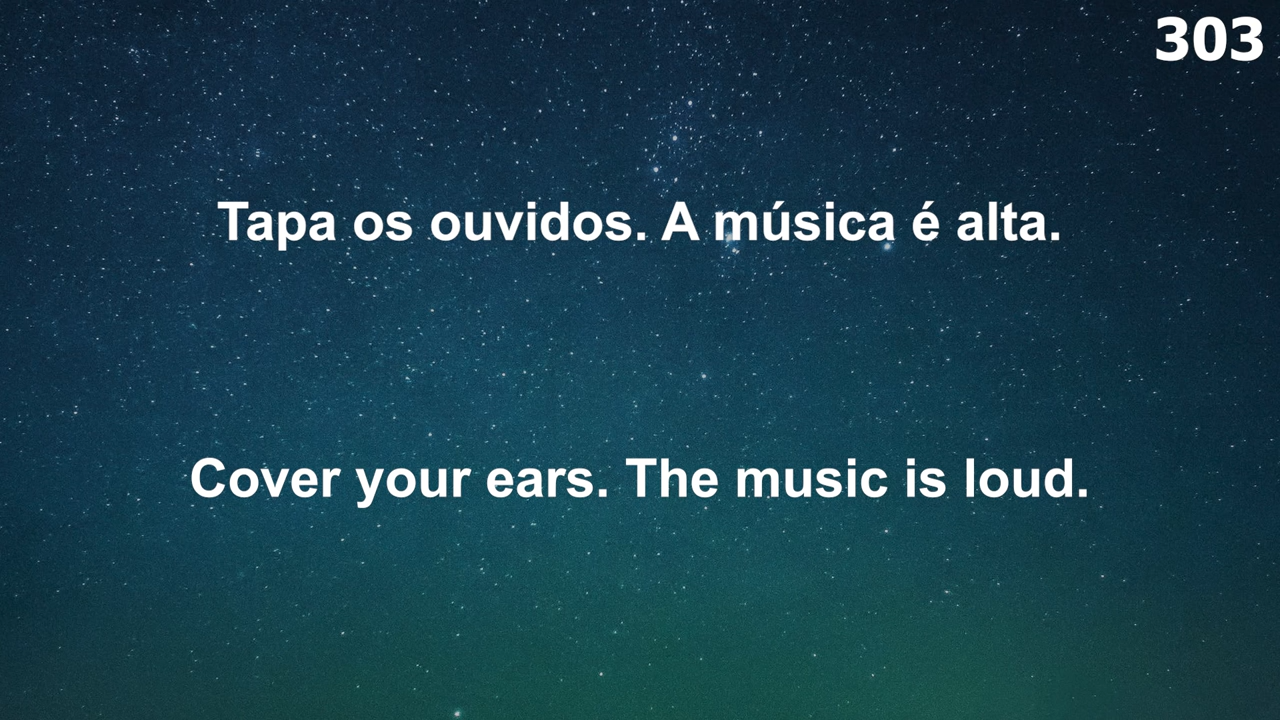 303
Tapa os ouvidos. A música é alta.
Cover your ears. The music is loud.